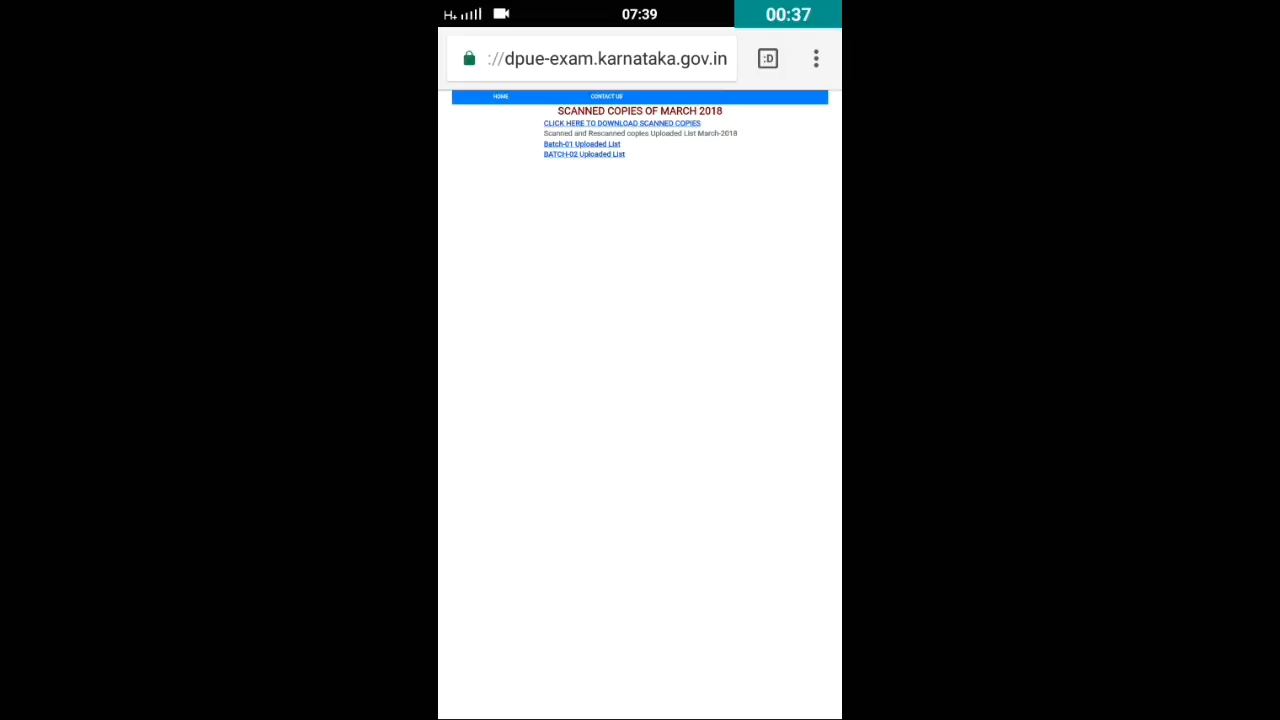 H+ 07:39 00:37
://dpue-exam.karnataka.gov.in :D
HOME CONTACT US
SCANNED COPIES OF MARCH 2018
CLICK HERE TO DOWNLOAD SCANNED COPIES
Scanned and Rescanned copies Uploaded List March-2018
Batch-01 Uploaded List
BATCH-02 Uploaded List